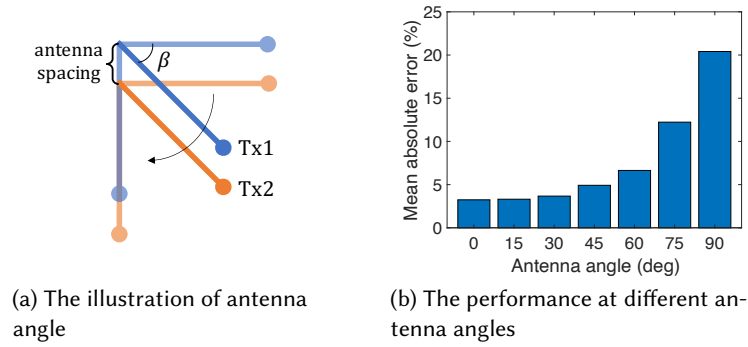 antenna
spacing
β
Tx1
Tx2
(a) The illustration of antenna
angle
Mean absolute error (%)
25
20
15
10
5
0
0 15 30 45 60 75 90
Antenna angle (deg)
(b) The performance at different an-
tenna angles